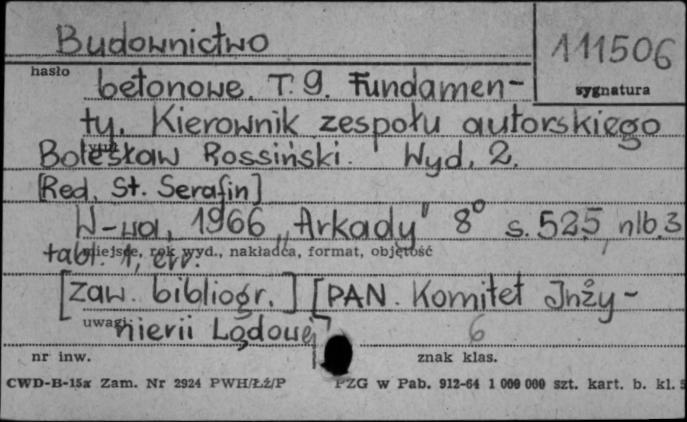 Budownictwo
111506
hasło
sygnatura
betonowe. T. 9. Fundamen-
ty. Kierownik zespołu autorskiego
Bolesław Rossiński. Wyd. 2.
[Red. St. Serafin]
W-wa, 1966 „Arkady" 8° s. 525, nlb. 3
tabl. 1, err.
miejsce, rok wyd., nakładca, format, objętość
[zaw. bibliogr.] [PAN. Komitet Inży-
uwagi
nierii Lądowej]
6
nr inw.
znak klas.
CWD-B-15a Zam. Nr 2924 PWH/Łź/P PZG w Pab. 912-64 1 000 000 szt. kart. b. kl. 5